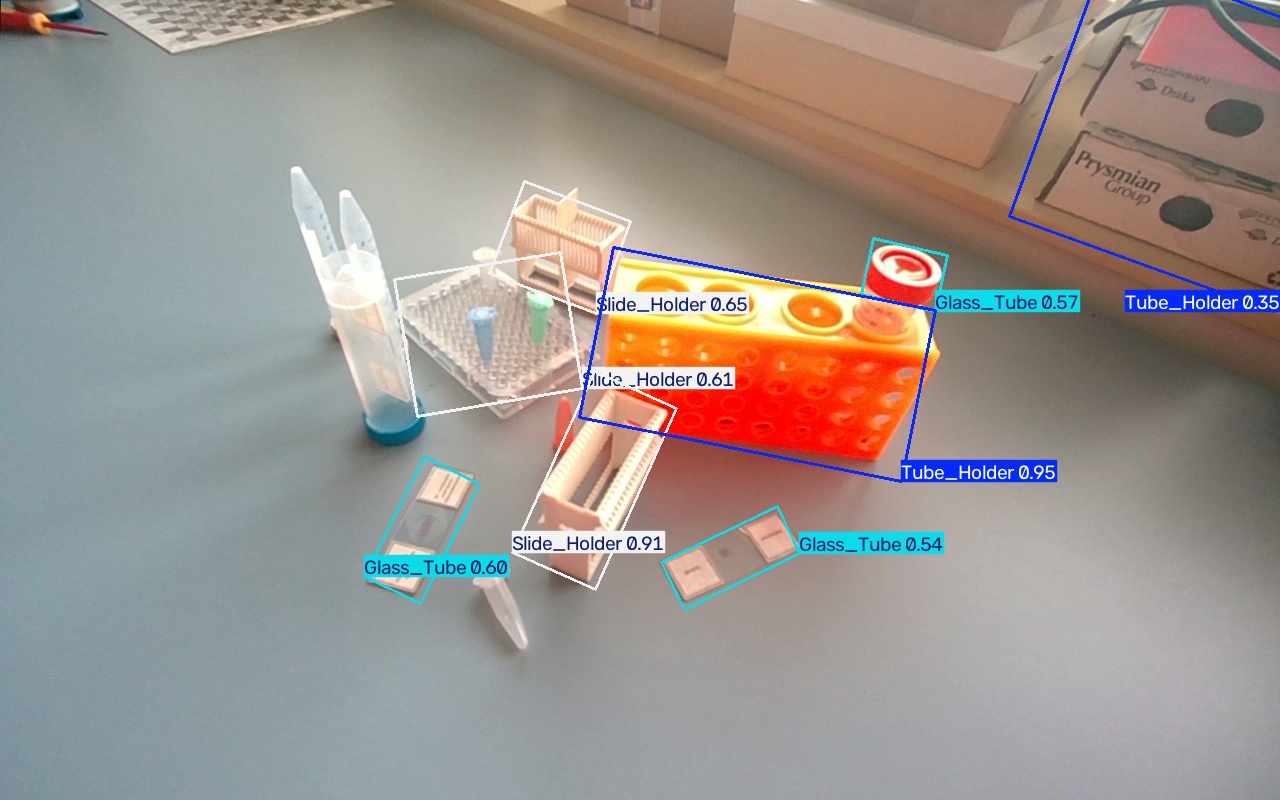 Draka
Prysmian
Group
Slide_Holder 0.65
Glass_Tube 0.57
Tube_Holder 0.35
Slide_Holder 0.61
Tube_Holder 0.95
Slide_Holder 0.91
Glass_Tube 0.54
Glass_Tube 0.60